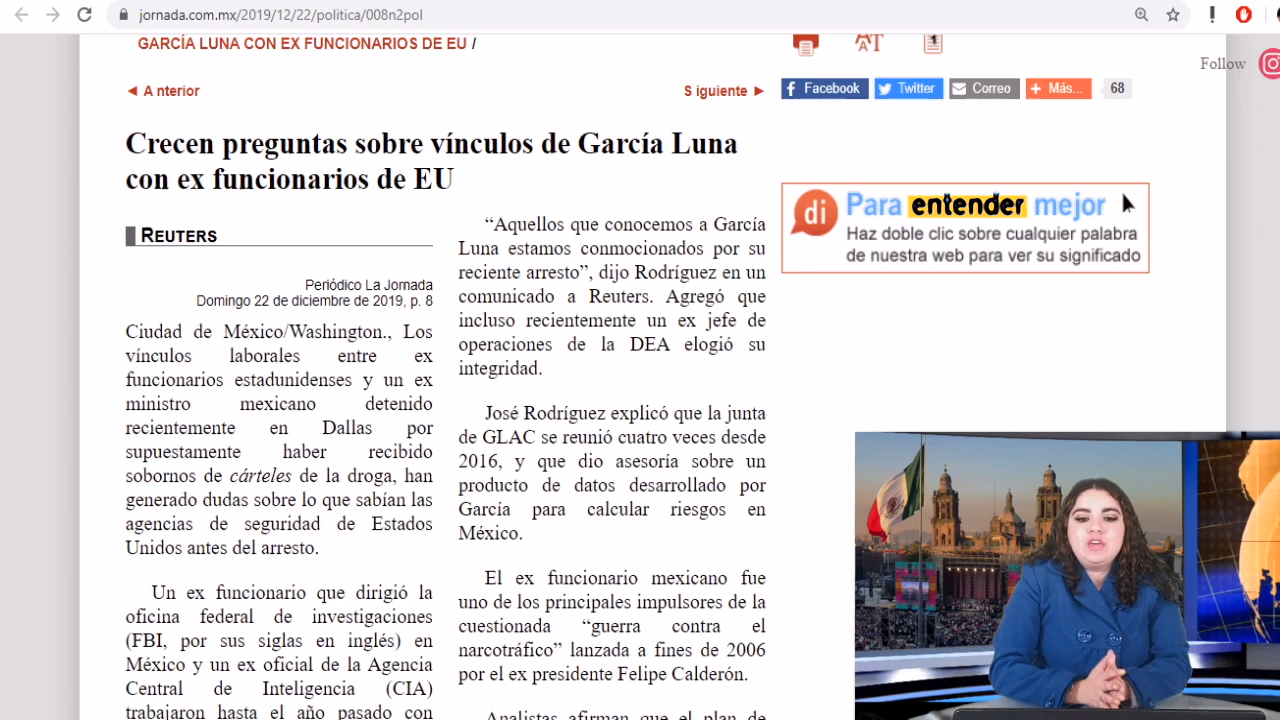 jornada.com.mx/2019/12/22/politica/008n2pol
GARCÍA LUNA CON EX FUNCIONARIOS DE EU /
◄ A nterior
S iguiente ►
Facebook
Twitter
Correo
Más...
68
Follow
Crecen preguntas sobre vínculos de García Luna
con ex funcionarios de EU
REUTERS
Periódico La Jornada
Domingo 22 de diciembre de 2019, p. 8
Ciudad de México/Washington., Los
vínculos laborales entre ex
funcionarios estadunidenses y un ex
ministro mexicano detenido
recientemente en Dallas por
supuestamente haber recibido
sobornos de cárteles de la droga, han
generado dudas sobre lo que sabían las
agencias de seguridad de Estados
Unidos antes del arresto.
Un ex funcionario que dirigió la
oficina federal de investigaciones
(FBI, por sus siglas en inglés) en
México y un ex oficial de la Agencia
Central de Inteligencia (CIA)
trabajaron hasta el año pasado con
“Aquellos que conocemos a García
Luna estamos conmocionados por su
reciente arresto”, dijo Rodríguez en un
comunicado a Reuters. Agregó que
incluso recientemente un ex jefe de
operaciones de la DEA elogió su
integridad.
José Rodríguez explicó que la junta
de GLAC se reunió cuatro veces desde
2016, y que dio asesoría sobre un
producto de datos desarrollado por
García para calcular riesgos en
México.
El ex funcionario mexicano fue
uno de los principales impulsores de la
cuestionada “guerra contra el
narcotráfico” lanzada a fines de 2006
por el ex presidente Felipe Calderón.
Analistas afirman que el plan de
di
Para entender mejor
Haz doble clic sobre cualquier palabra
de nuestra web para ver su significado